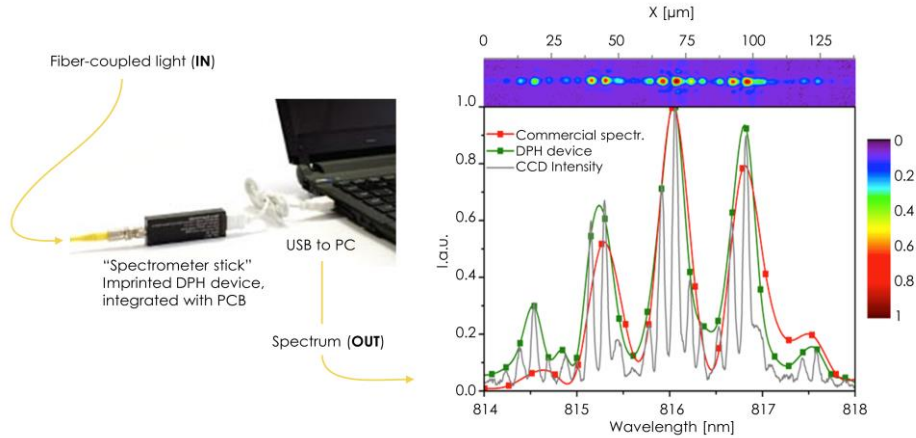 Fiber-coupled light (IN)
"Spectrometer stick"
Imprinted DPH device,
integrated with PCB
USB to PC
Spectrum (OUT)
X [µm]
0 25 50 75 100 125
1.0
0.8
0.6
0.4
0.2
0.0
I.a.u.
Commercial spectr.
DPH device
CCD Intensity
814 815 816 817 818
Wavelength [nm]
0
0.2
0.4
0.6
0.8
1